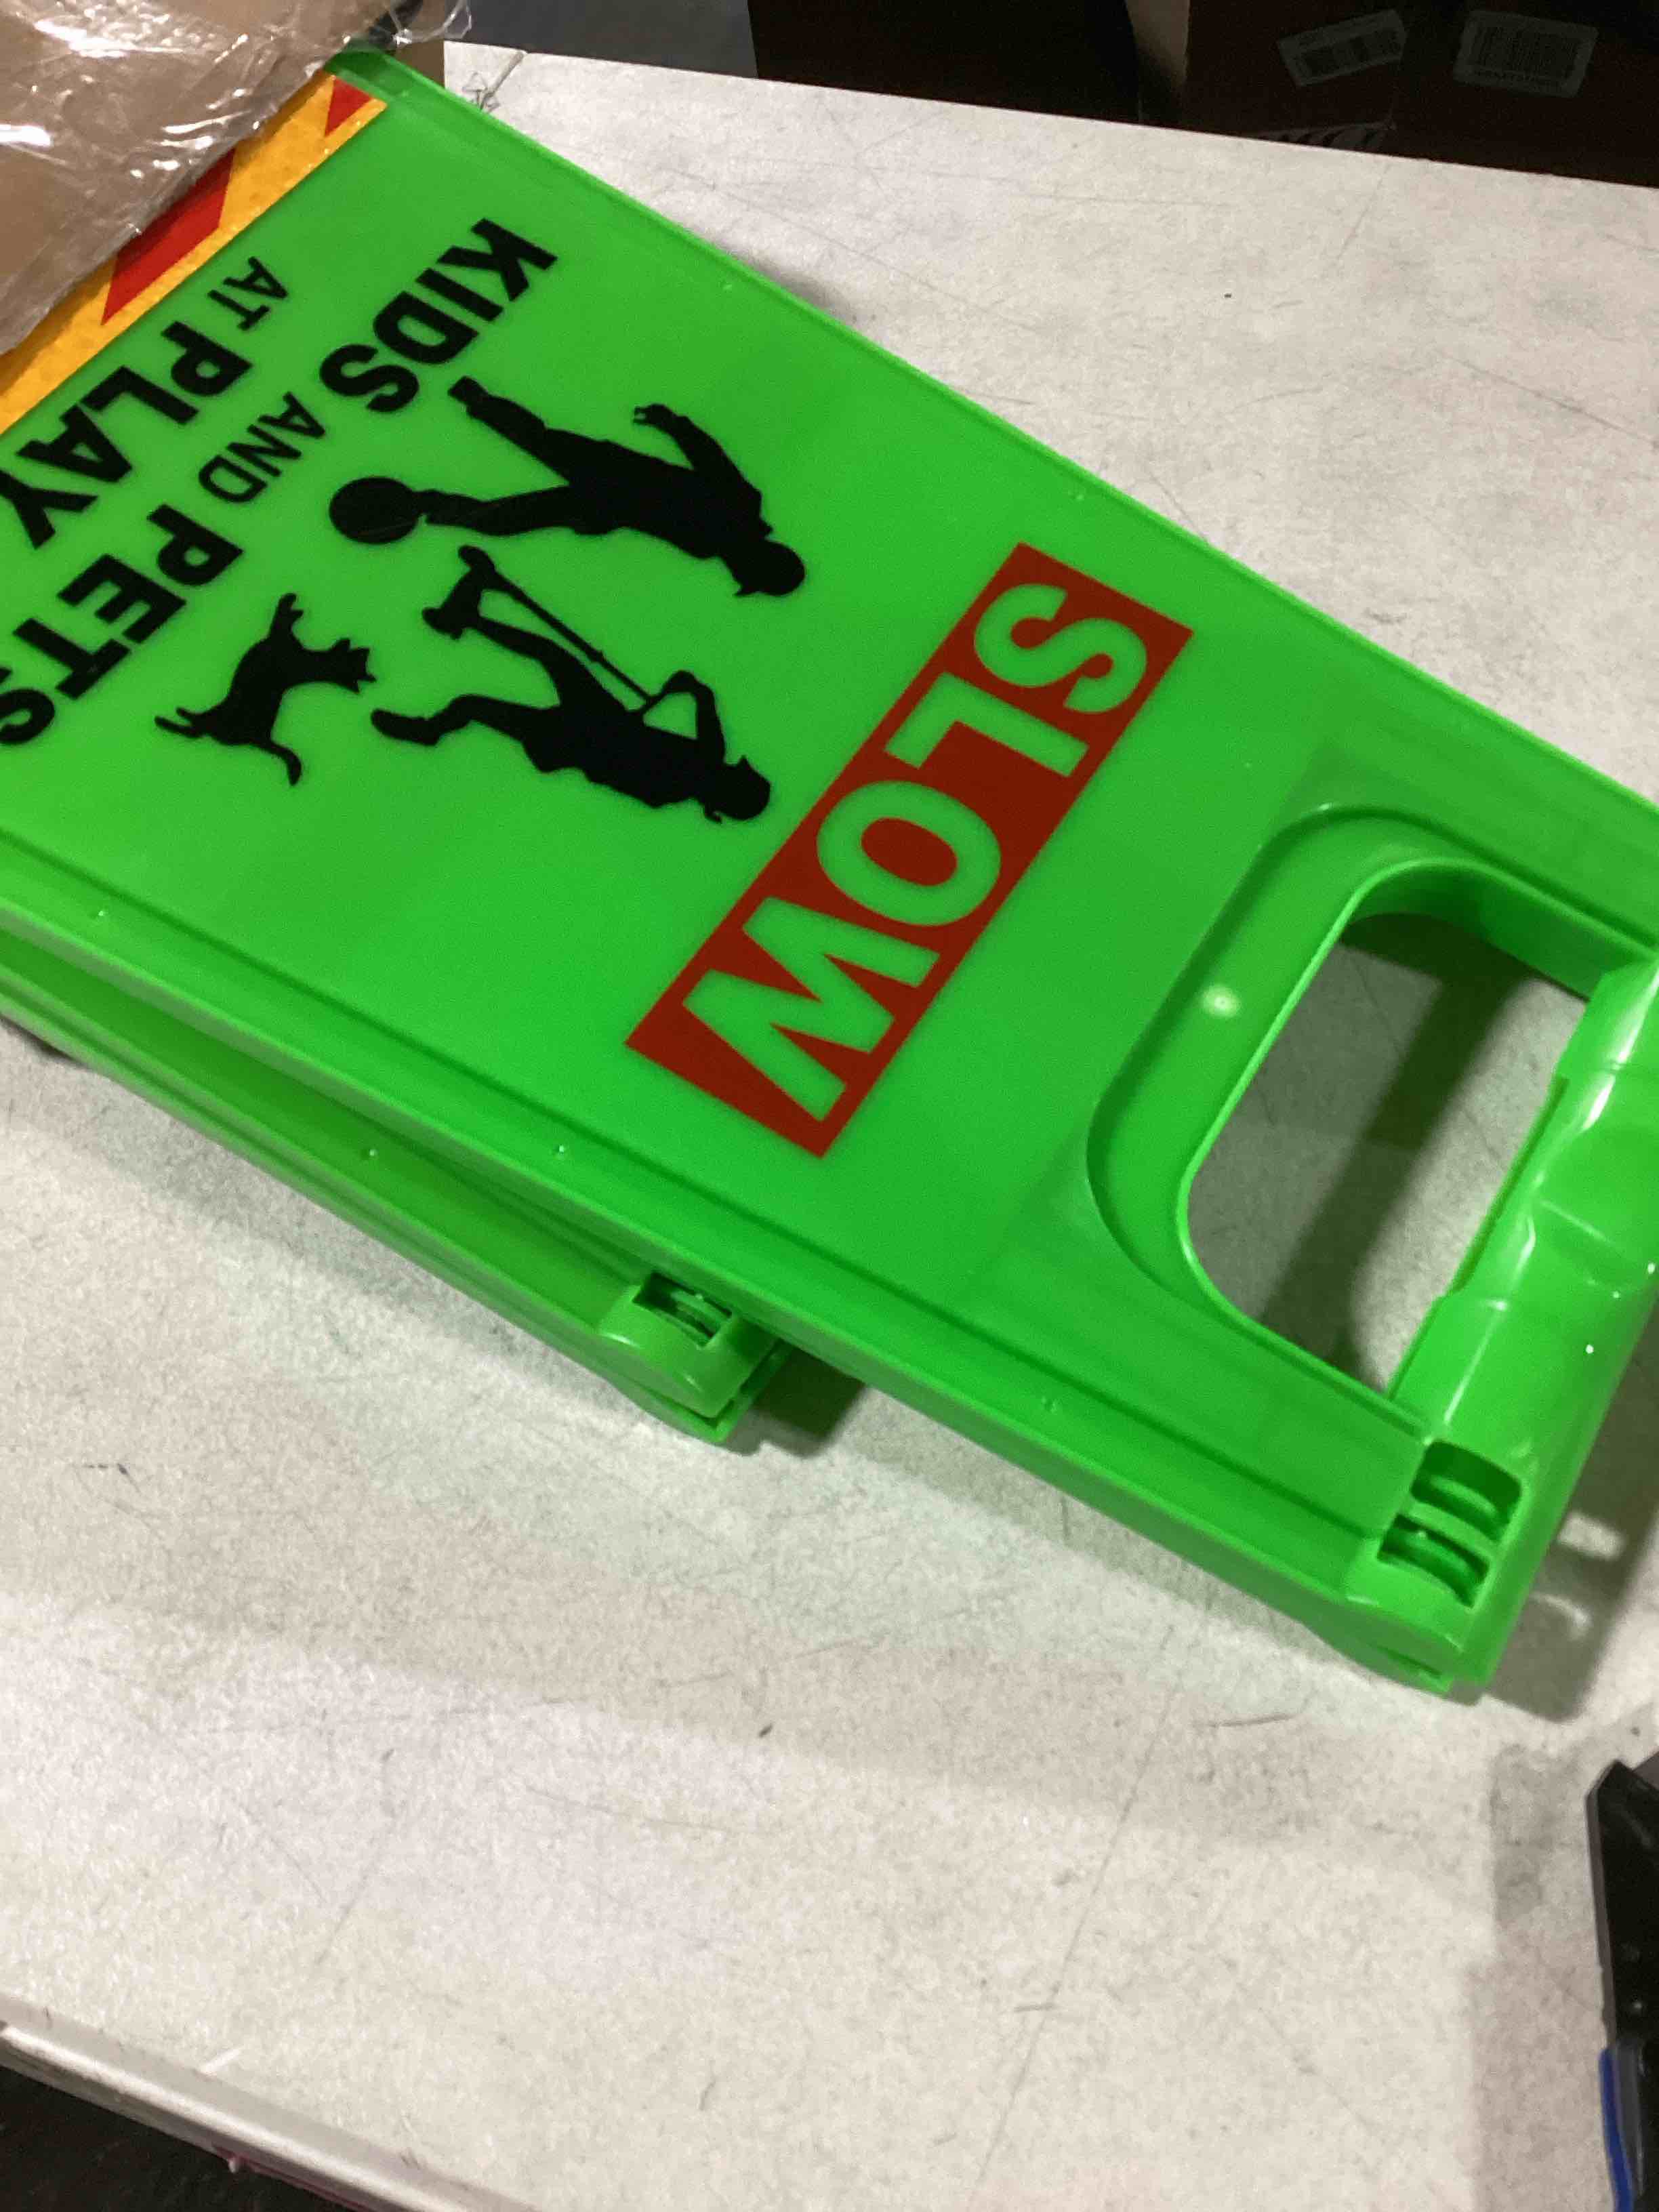 SLOW
KIDS AND PETS
AT PLAY